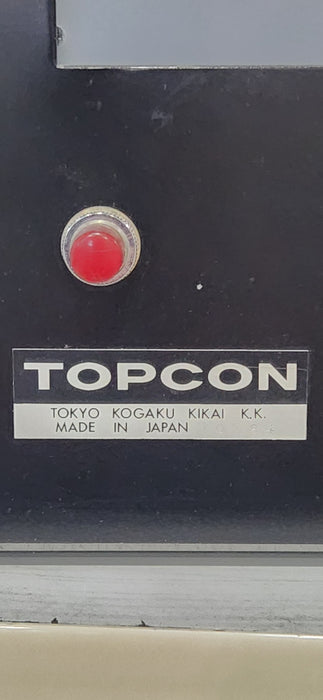 TOPCON
TOKYO KOGAKU KIKAI K.K.
MADE IN JAPAN